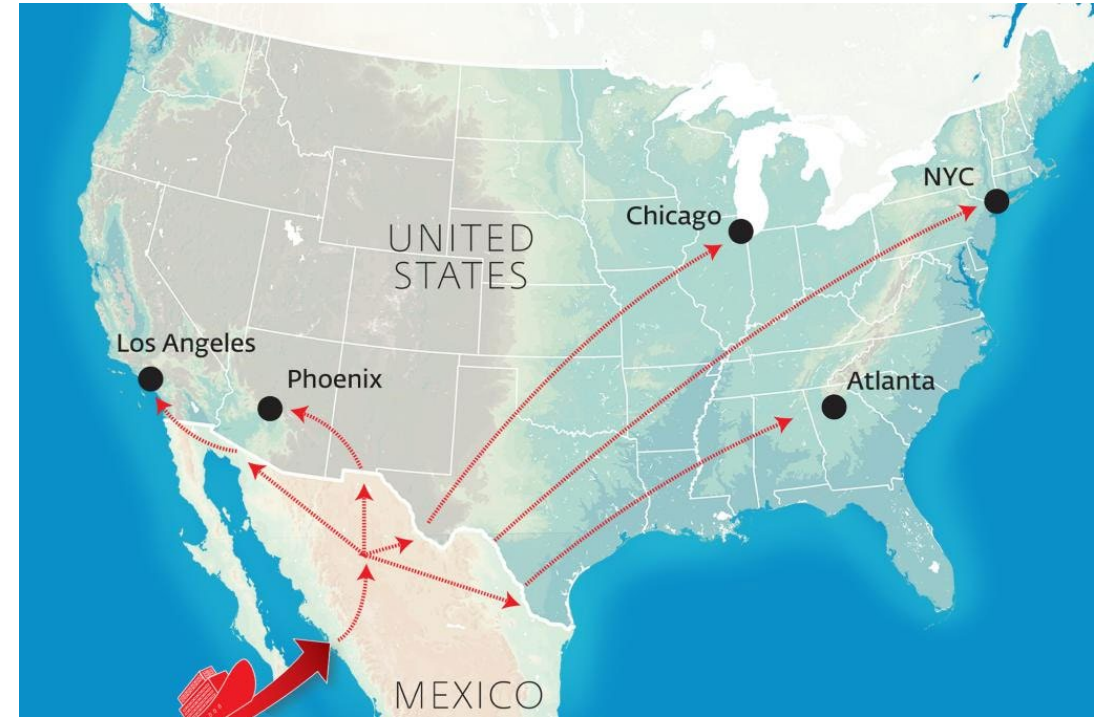 NYC
Chicago
UNITED
STATES
Los Angeles
Phoenix
Atlanta
MEXICO